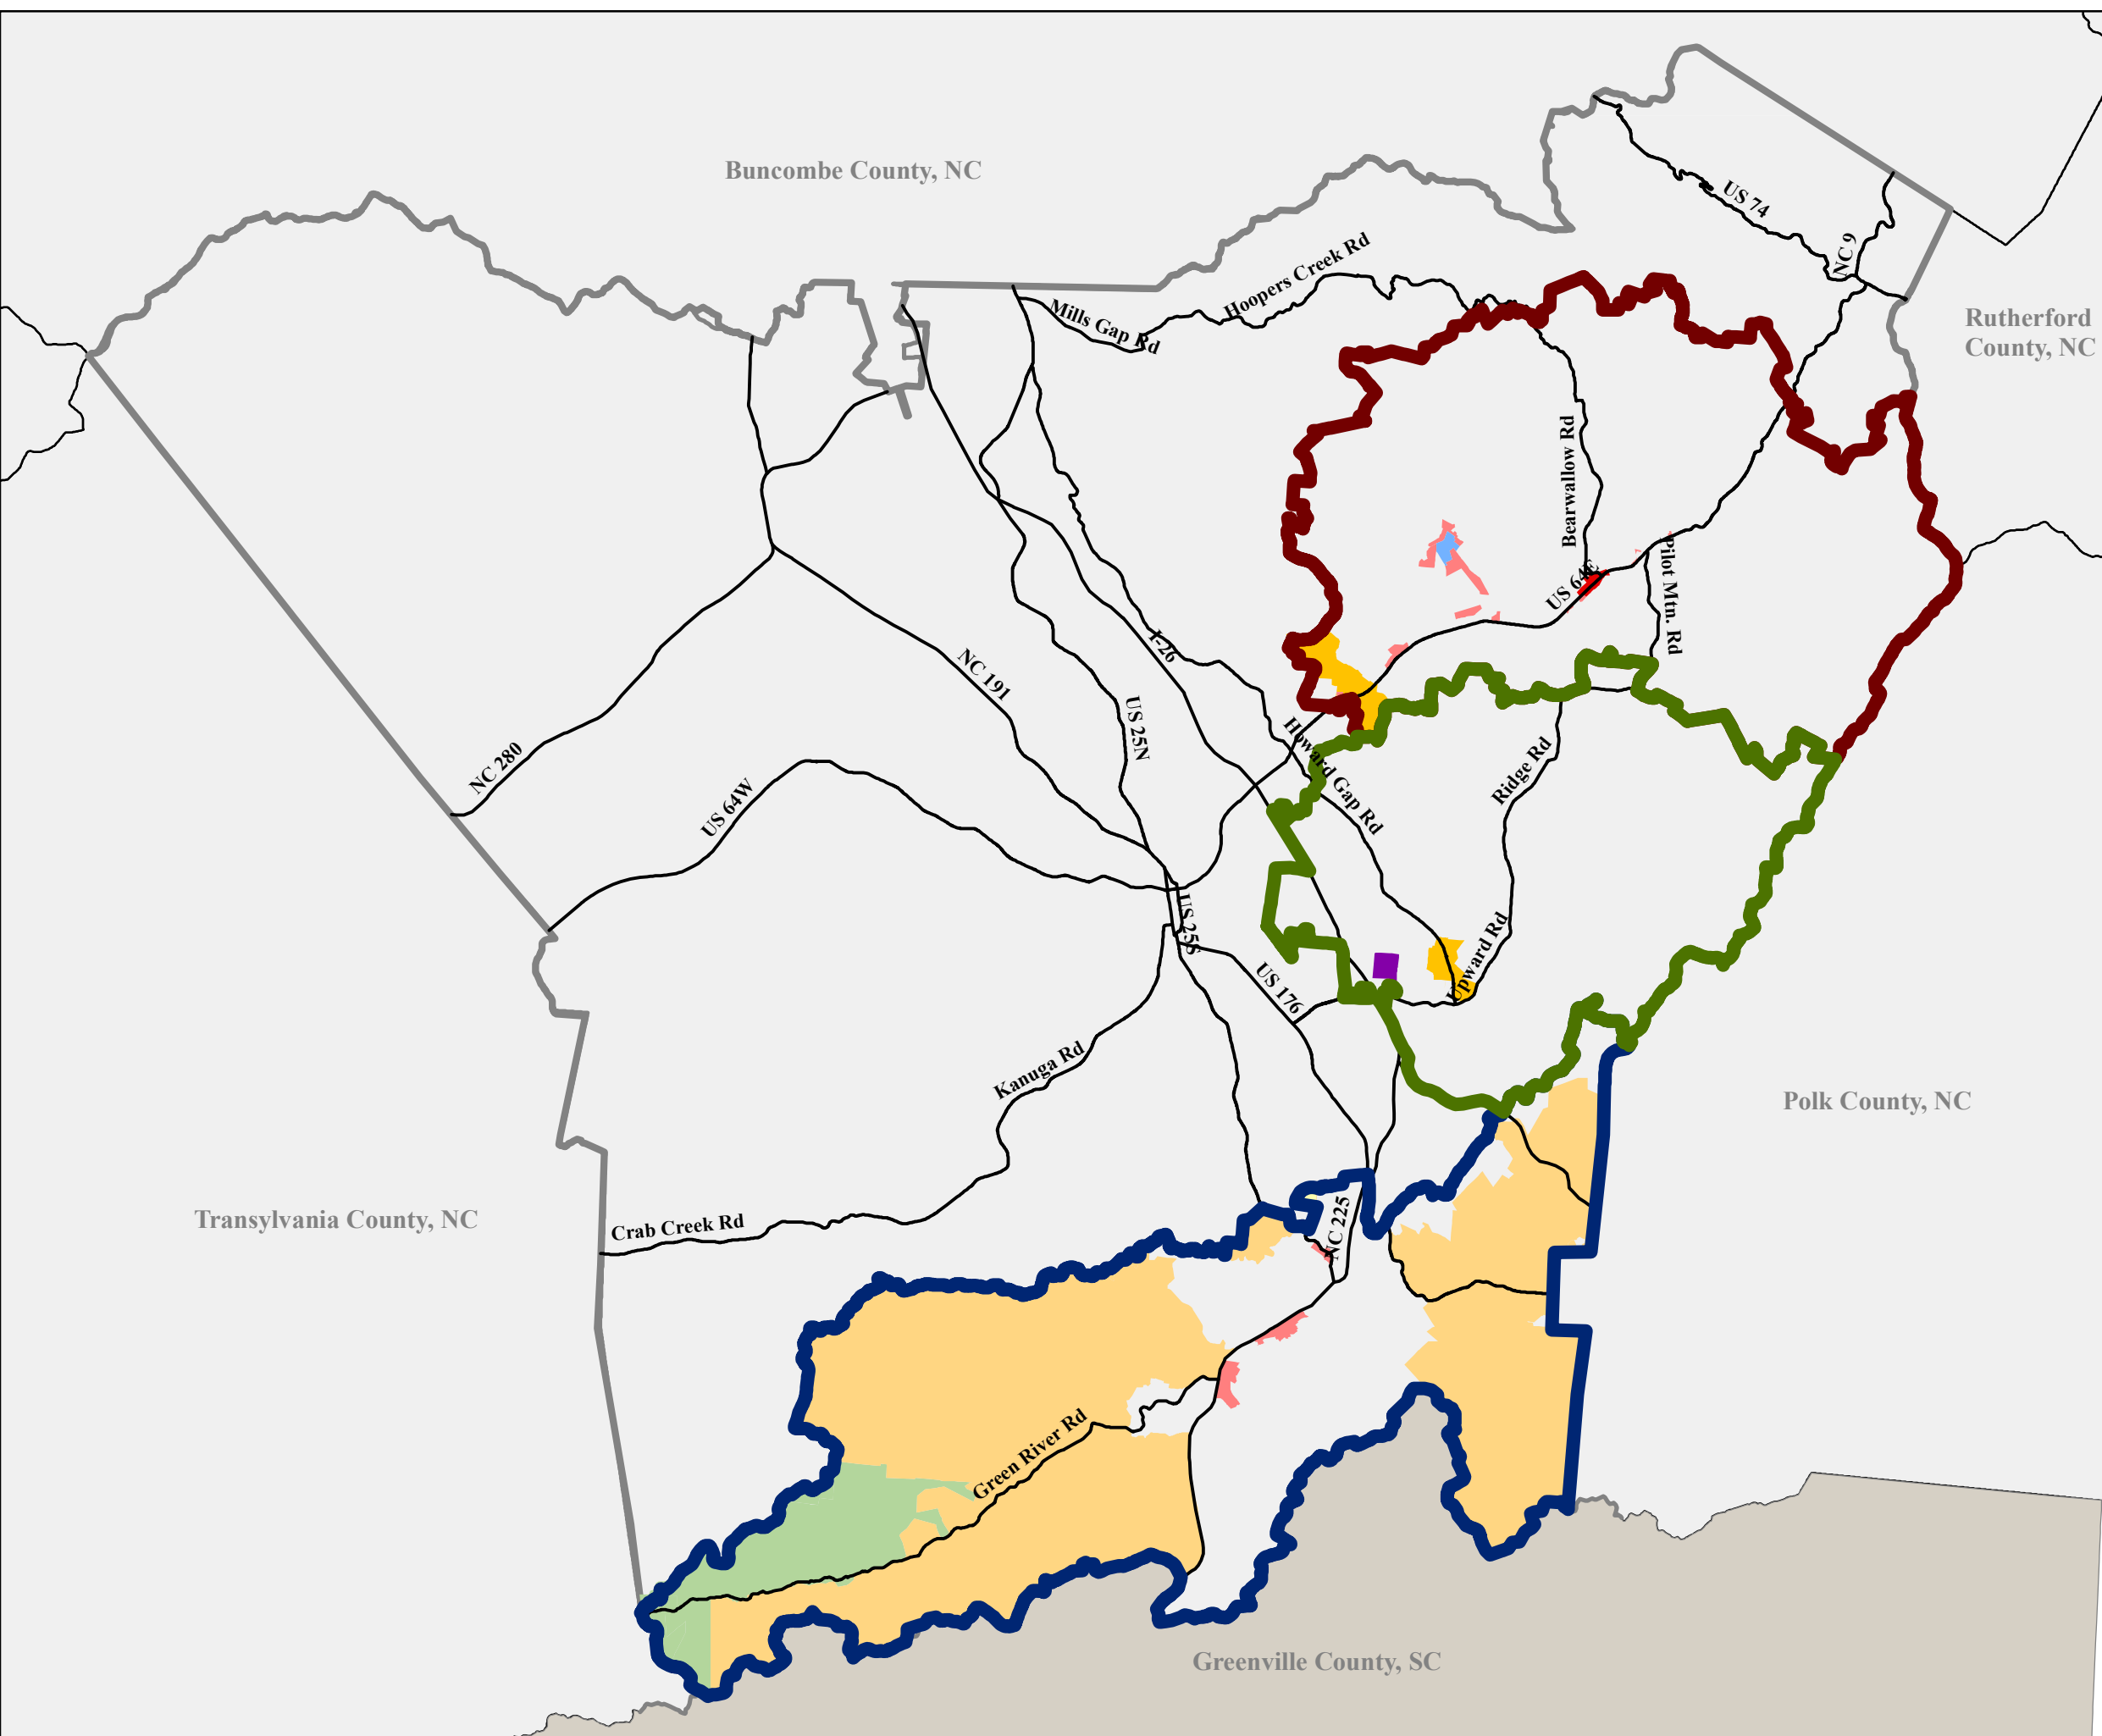 Buncombe County, NC
US 74
NC 9
Hoopers Creek Rd
Mills Gap Rd
Rutherford
County, NC
Bearwallow Rd
US 64E
Pilot Mtn. Rd
I-26
NC 191
US 25N
NC 280
US 64W
Howard Gap Rd
Ridge Rd
US 25S
Upward Rd
US 176
Kanuga Rd
Polk County, NC
Transylvania County, NC
Crab Creek Rd
NC 225
Green River Rd
Greenville County, SC